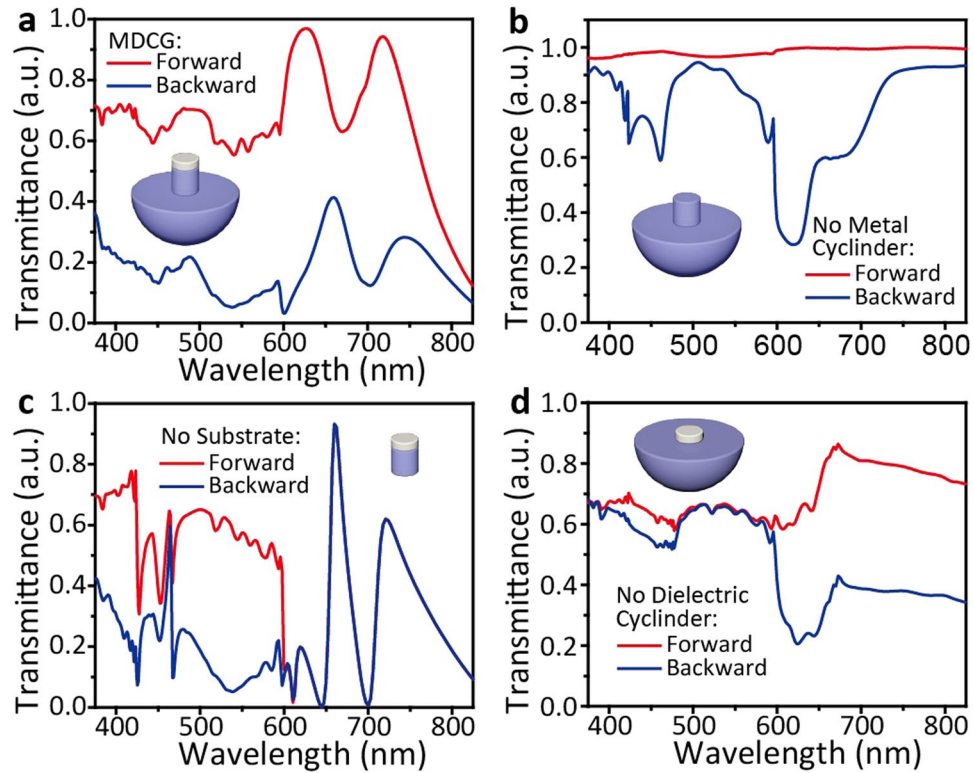 a
1.0
0.8
0.6
0.4
0.2
0.0
Transmittance (a.u.)
MDCG:
Forward
Backward
400 500 600 700 800
Wavelength (nm)
b
1.0
0.8
0.6
0.4
0.2
0.0
Transmittance (a.u.)
No Metal
Cyclinder:
Forward
Backward
400 500 600 700 800
Wavelength (nm)
c
1.0
0.8
0.6
0.4
0.2
0.0
Transmittance (a.u.)
No Substrate:
Forward
Backward
400 500 600 700 800
Wavelength (nm)
d
1.0
0.8
0.6
0.4
0.2
0.0
Transmittance (a.u.)
No Dielectric
Cyclinder:
Forward
Backward
400 500 600 700 800
Wavelength (nm)